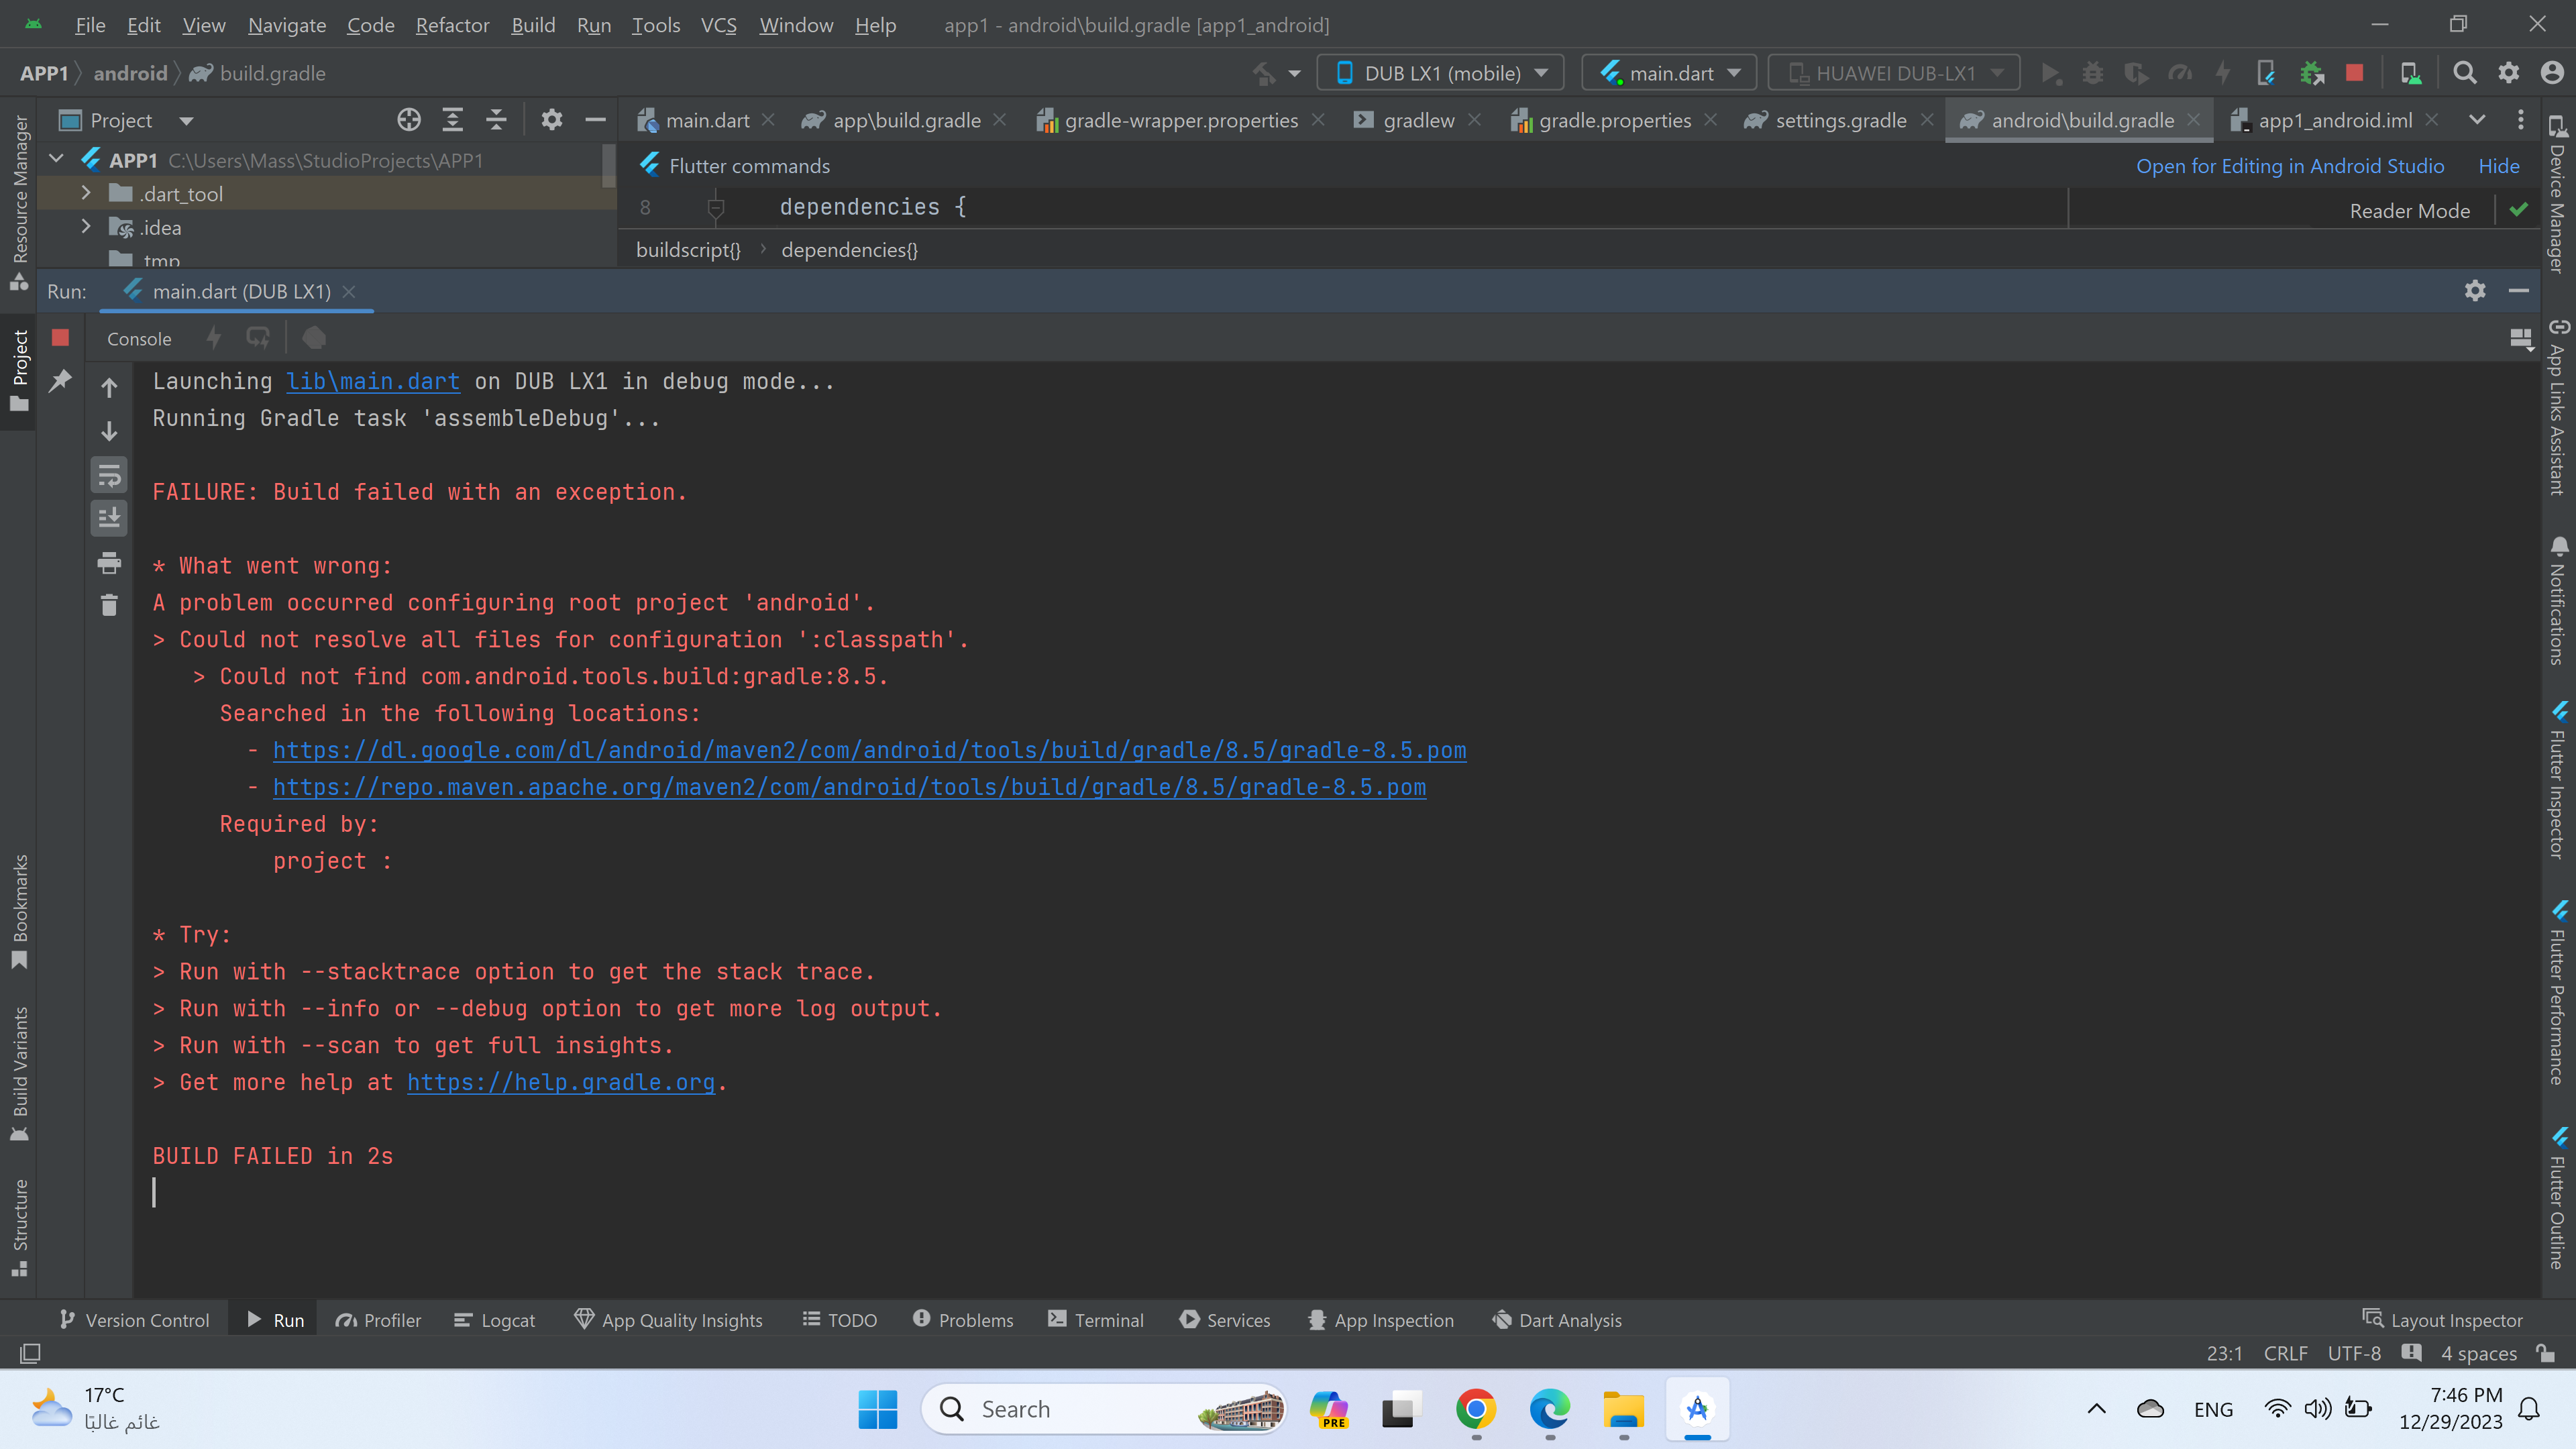 File Edit View Navigate Code Refactor Build Run Tools VCS Window Help app1 - android\build.gradle [app1_android]
APP1 android build.gradle DUB LX1 (mobile) main.dart HUAWEI DUB-LX1
Project main.dart app\build.gradle gradle-wrapper.properties gradlew gradle.properties settings.gradle android\build.gradle app1_android.iml
APP1 C:\Users\Mass\StudioProjects\APP1
Flutter commands Open for Editing in Android Studio Hide
.dart_tool
8 dependencies {
Reader Mode
.idea
buildscript{} dependencies{}
tmp
Run: main.dart (DUB LX1)
Console
Launching lib\main.dart on DUB LX1 in debug mode...
Running Gradle task 'assembleDebug'...
FAILURE: Build failed with an exception.
* What went wrong:
A problem occurred configuring root project 'android'.
> Could not resolve all files for configuration ':classpath'.
> Could not find com.android.tools.build:gradle:8.5.
Searched in the following locations:
- https://dl.google.com/dl/android/maven2/com/android/tools/build/gradle/8.5/gradle-8.5.pom
- https://repo.maven.apache.org/maven2/com/android/tools/build/gradle/8.5/gradle-8.5.pom
Required by:
project :
* Try:
> Run with --stacktrace option to get the stack trace.
> Run with --info or --debug option to get more log output.
> Run with --scan to get full insights.
> Get more help at https://help.gradle.org.
BUILD FAILED in 2s
Resource Manager
Project
Bookmarks
Build Variants
Structure
Device Manager
App Links Assistant
Notifications
Flutter Inspector
Flutter Performance
Flutter Outline
Version Control Run Profiler Logcat App Quality Insights TODO Problems Terminal Services App Inspection Dart Analysis Layout Inspector
23:1 CRLF UTF-8 4 spaces
17°C
غائم غالبًا
Search
PRE
ENG
7:46 PM
12/29/2023